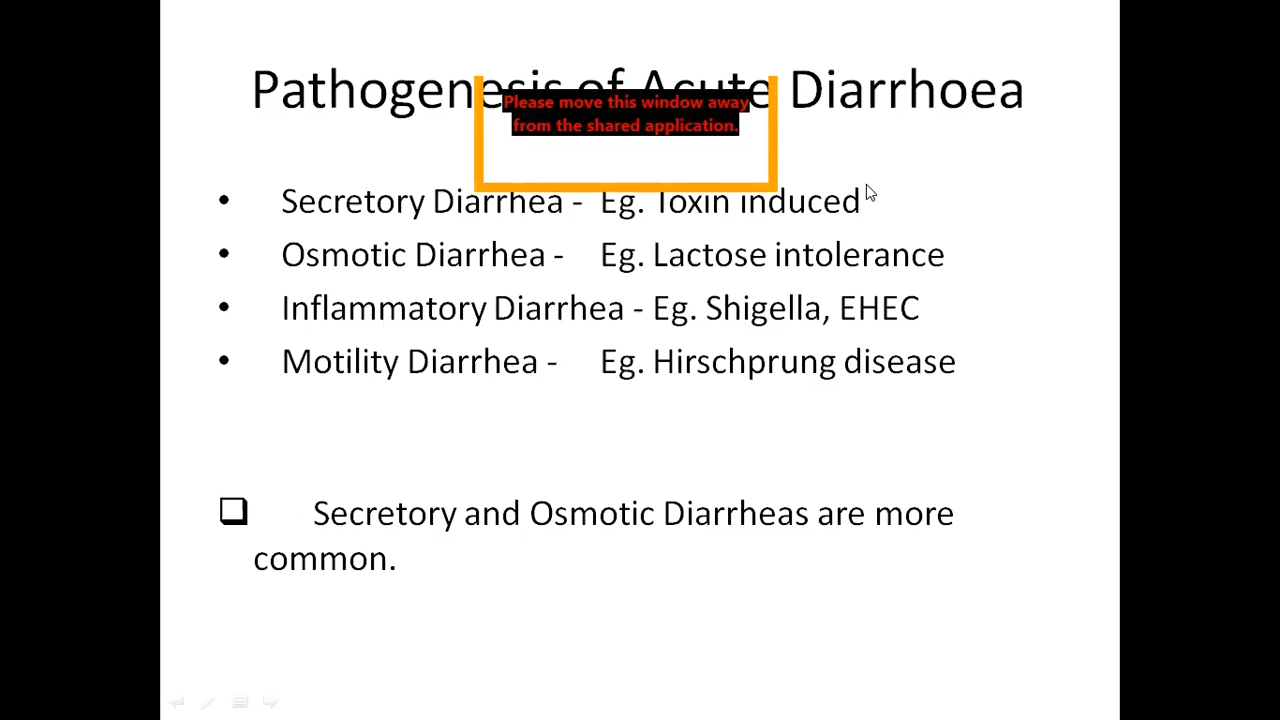 Pathogenesis of Acute Diarrhoea
Please move this window away
from the shared application.
• Secretory Diarrhea - Eg. Toxin induced
• Osmotic Diarrhea - Eg. Lactose intolerance
• Inflammatory Diarrhea - Eg. Shigella, EHEC
• Motility Diarrhea - Eg. Hirschprung disease
❑ Secretory and Osmotic Diarrheas are more
common.